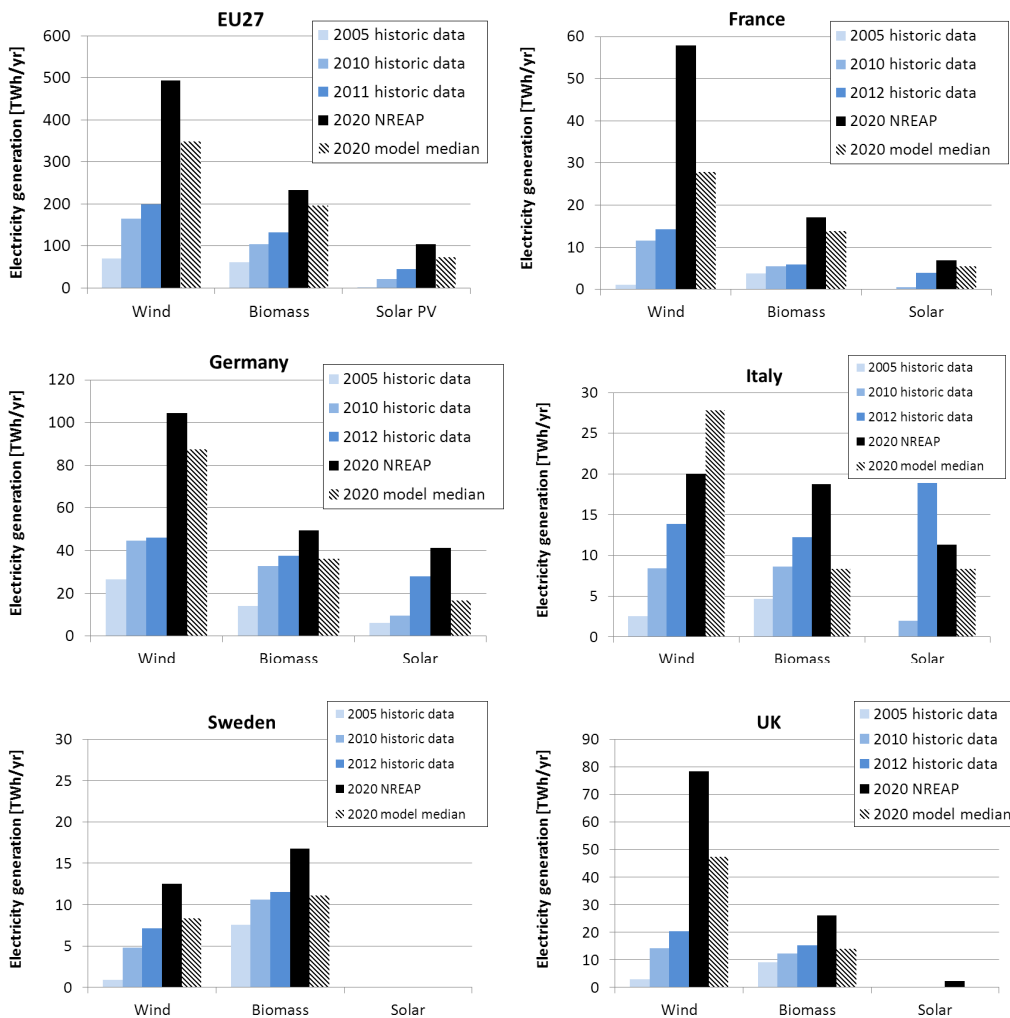 EU27
Electricity generation [TWh/yr]
600
500
400
300
200
100
0
2005 historic data
2010 historic data
2011 historic data
2020 NREAP
2020 model median
Wind Biomass Solar PV
France
Electricity generation [TWh/yr]
60
50
40
30
20
10
0
2005 historic data
2010 historic data
2012 historic data
2020 NREAP
2020 model median
Wind Biomass Solar
Germany
Electricity generation [TWh/yr]
120
100
80
60
40
20
0
2005 historic data
2010 historic data
2012 historic data
2020 NREAP
2020 model median
Wind Biomass Solar
Italy
Electricity generation [TWh/yr]
30
25
20
15
10
5
0
2005 historic data
2010 historic data
2012 historic data
2020 NREAP
2020 model median
Wind Biomass Solar
Sweden
Electricity generation [TWh/yr]
30
25
20
15
10
5
0
2005 historic data
2010 historic data
2012 historic data
2020 NREAP
2020 model median
Wind Biomass Solar
UK
Electricity generation [TWh/yr]
90
80
70
60
50
40
30
20
10
0
2005 historic data
2010 historic data
2012 historic data
2020 NREAP
2020 model median
Wind Biomass Solar